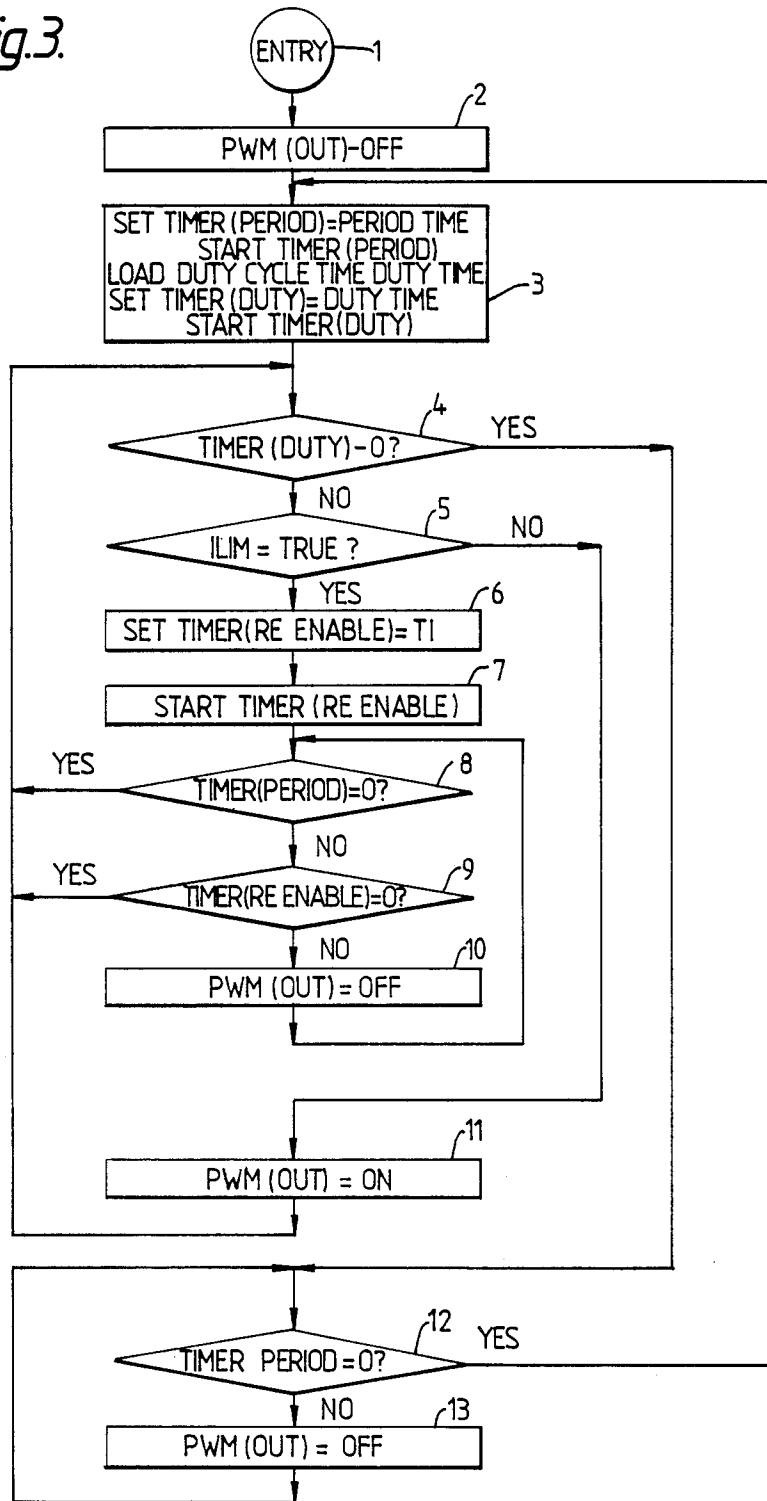 ig.3.
ENTRY
1
2
PWM (OUT)-OFF
SET TIMER (PERIOD)=PERIOD TIME
START TIMER (PERIOD)
LOAD DUTY CYCLE TIME DUTY TIME
SET TIMER (DUTY)= DUTY TIME
START TIMER(DUTY)
3
4
TIMER (DUTY)-0?
YES
NO
5
ILIM = TRUE ?
NO
YES
6
SET TIMER(RE ENABLE)= T1
7
START TIMER (RE ENABLE)
YES
8
TIMER(PERIOD)=0?
NO
YES
9
TIMER(RE ENABLE)=0?
NO
10
PWM (OUT) = OFF
11
PWM (OUT) = ON
12
TIMER PERIOD=0?
YES
NO
13
PWM(OUT) = OFF